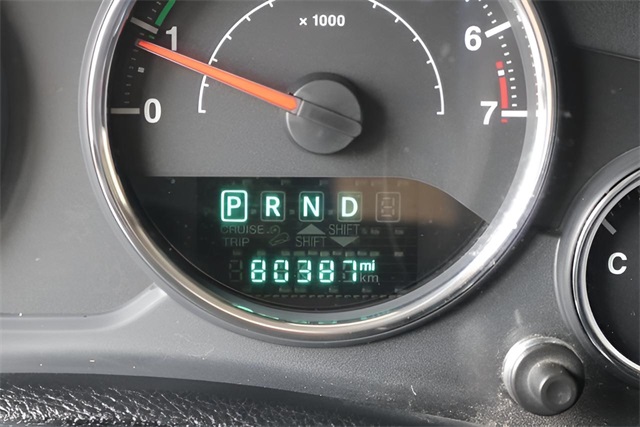 x 1000
1 6
0 7
P R N D
CRUISE SHIFT
TRIP SHIFT
80387 mi
km
C